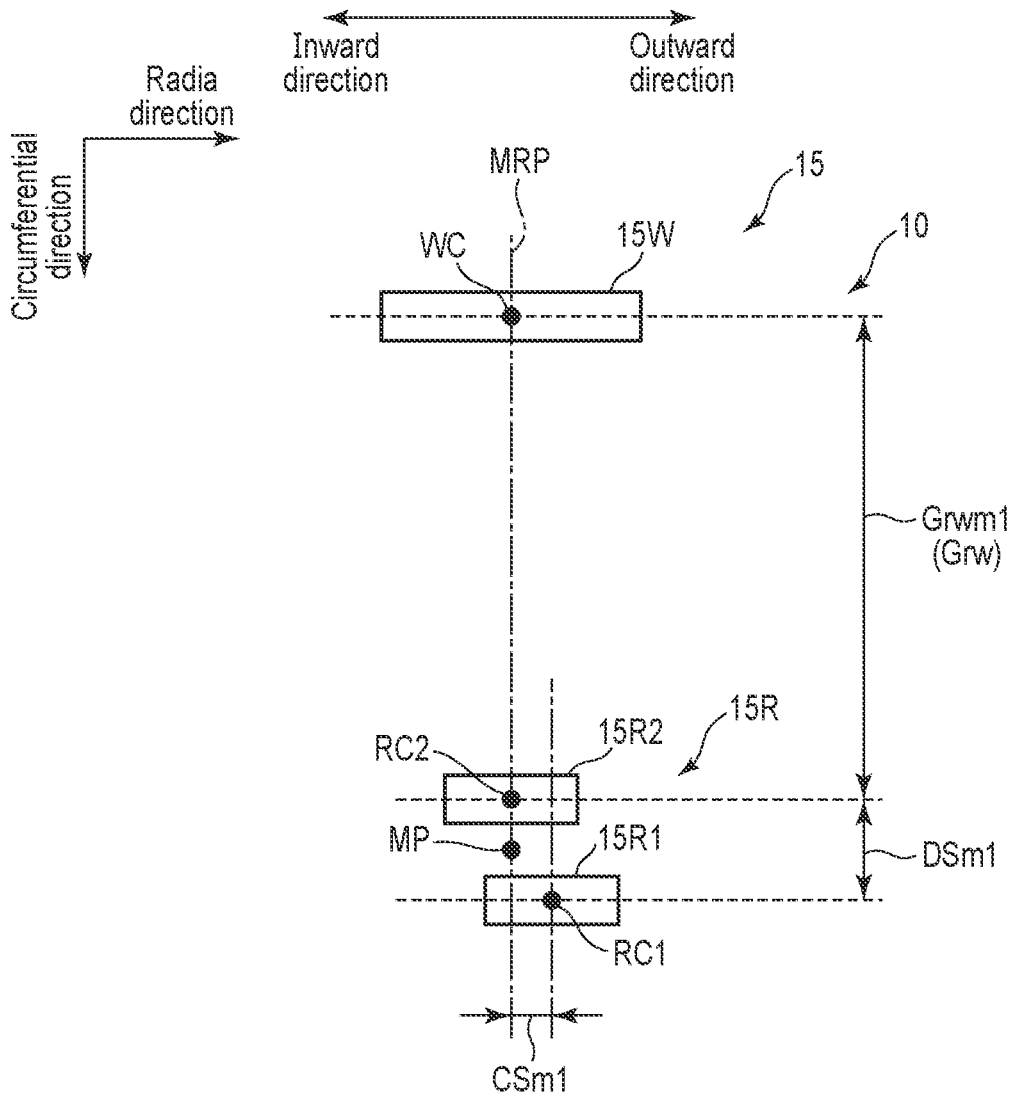 Inward
direction
Outward
direction
Radia
direction
Circumferential
direction
MRP
15
WC
15W
10
Grwm1
(Grw)
RC2
15R2
15R
MP
15R1
DSm1
RC1
CSm1